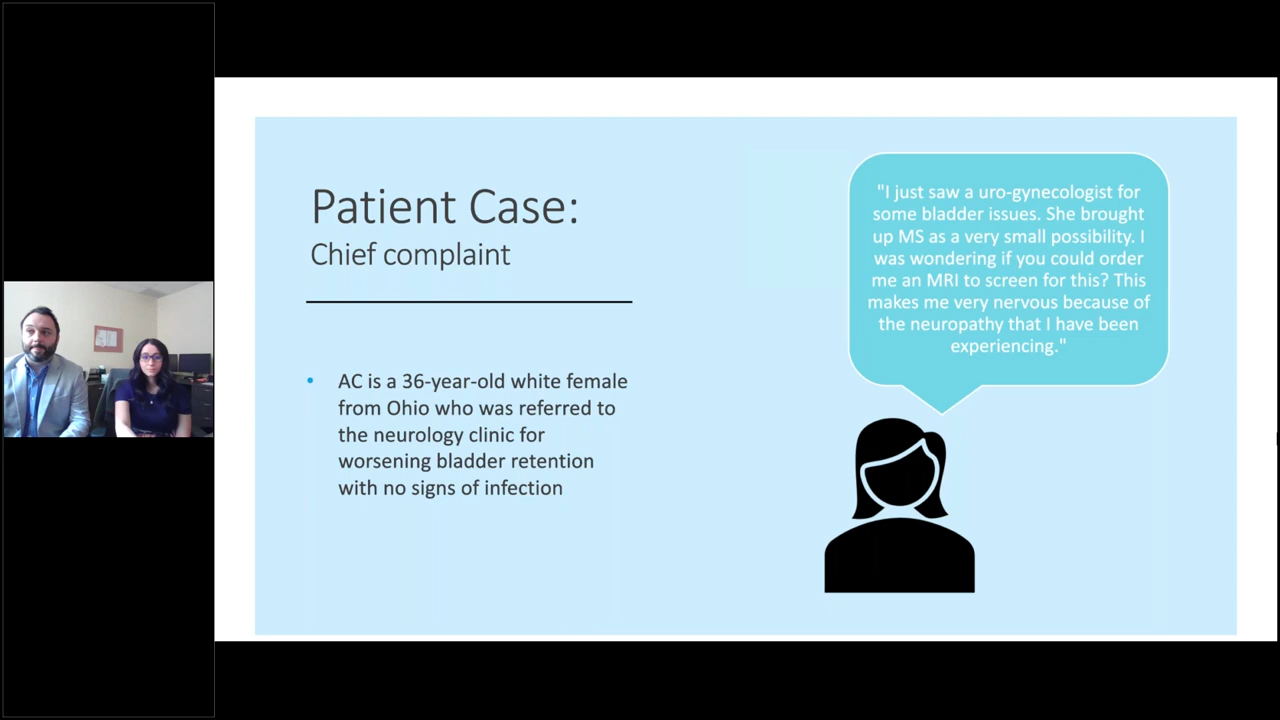 Patient Case:
Chief complaint
• AC is a 36-year-old white female
from Ohio who was referred to
the neurology clinic for
worsening bladder retention
with no signs of infection
"I just saw a uro-gynecologist for
some bladder issues. She brought
up MS as a very small possibility. I
was wondering if you could order
me an MRI to screen for this? This
makes me very nervous because of
the neuropathy that I have been
experiencing."